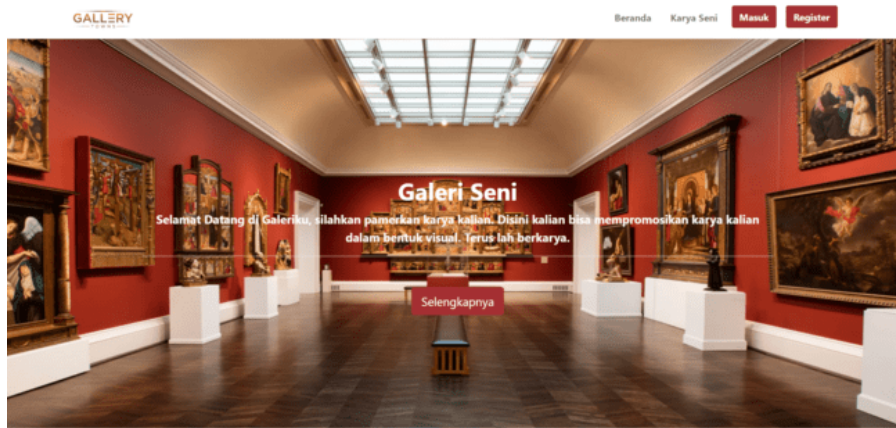 GALLERY
Beranda
Karya Seni
Masuk
Register
Galeri Seni
Selamat Datang di Galeriku, silahkan pamerkan karya kalian. Disini kalian bisa mempromosikan karya kalian
dalam bentuk visual. Terus lah berkarya.
Selengkapnya